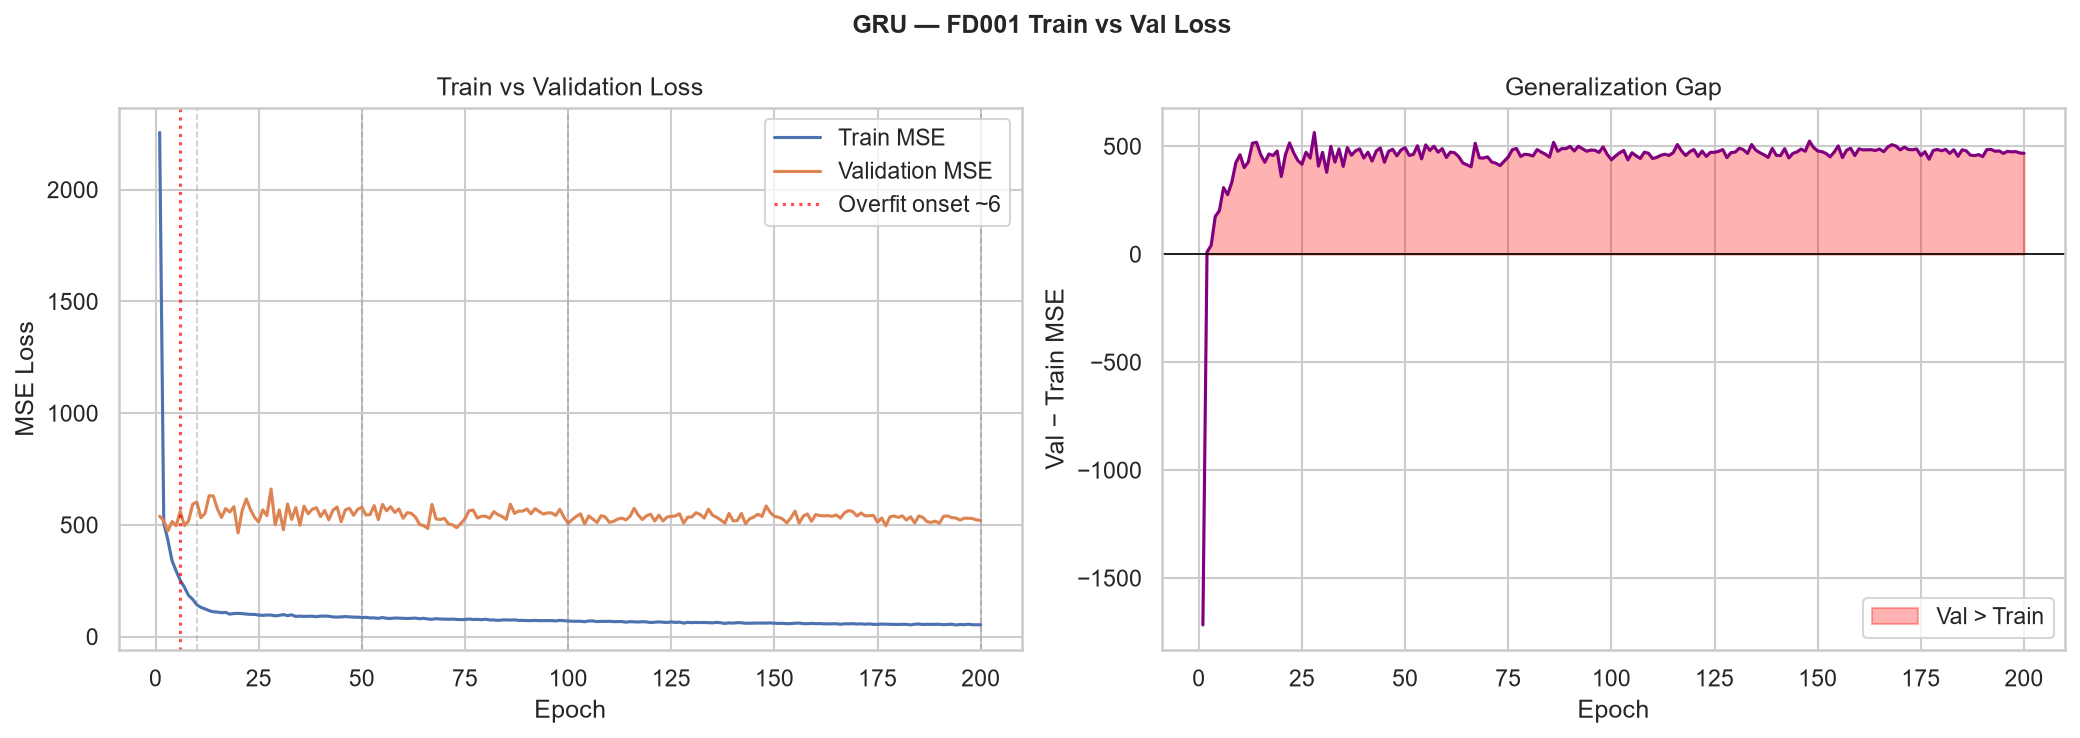 GRU — FD001 Train vs Val Loss
Train vs Validation Loss
MSE Loss
2000
1500
1000
500
0
Train MSE
Validation MSE
Overfit onset ~6
0 25 50 75 100 125 150 175 200
Epoch
Generalization Gap
Val − Train MSE
500
0
−500
−1000
−1500
Val > Train
0 25 50 75 100 125 150 175 200
Epoch